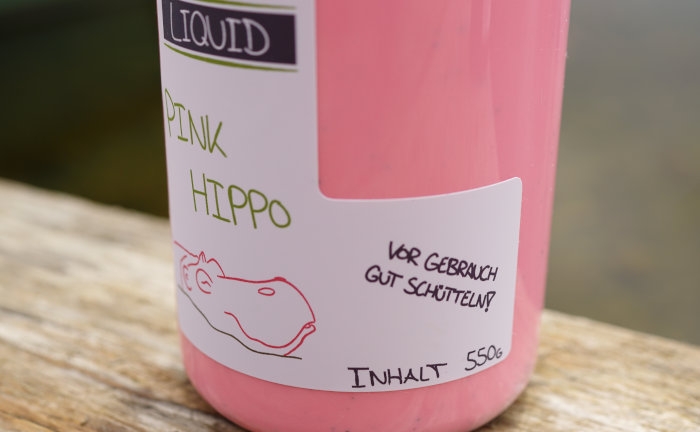 LIQUID
PINK
HIPPO
VOR GEBRAUCH
GUT SCHÜTTELN!
INHALT 550G